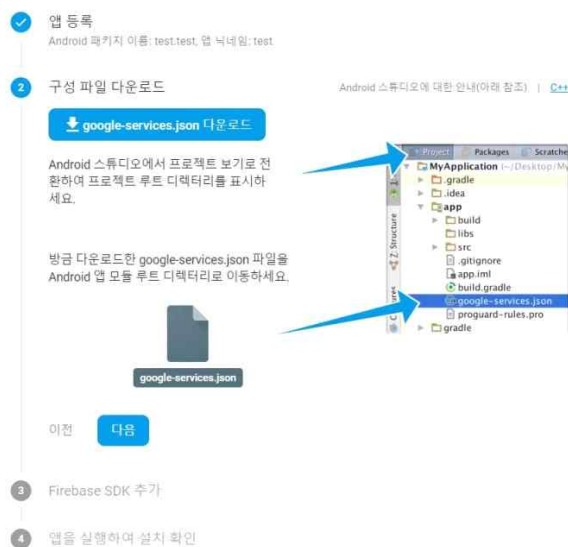 앱 등록
Android 패키지 이름: test.test, 앱 닉네임: test
2
구성 파일 다운로드
Android 스튜디오에 대한 안내(아래 참조) | C++
google-services.json 다운로드
Android 스튜디오에서 프로젝트 보기로 전
환하여 프로젝트 루트 디렉터리를 표시하
세요.
방금 다운로드한 google-services.json 파일을
Android 앱 모듈 루트 디렉터리로 이동하세요.
google-services.json
Project Packages Scratche
MyApplication (~/Desktop/My
.gradle
.idea
app
build
libs
src
.gitignore
app.iml
build.gradle
google-services.json
proguard-rules.pro
gradle
Z: Structure
이전
다음
3
Firebase SDK 추가
4
앱을 실행하여 설치 확인